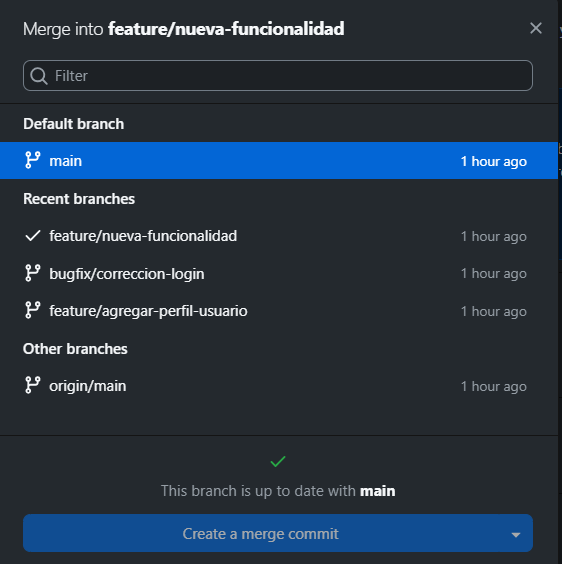 Merge into feature/nueva-funcionalidad
Filter
Default branch
main 1 hour ago
Recent branches
feature/nueva-funcionalidad 1 hour ago
bugfix/correccion-login 1 hour ago
feature/agregar-perfil-usuario 1 hour ago
Other branches
origin/main 1 hour ago
This branch is up to date with main
Create a merge commit